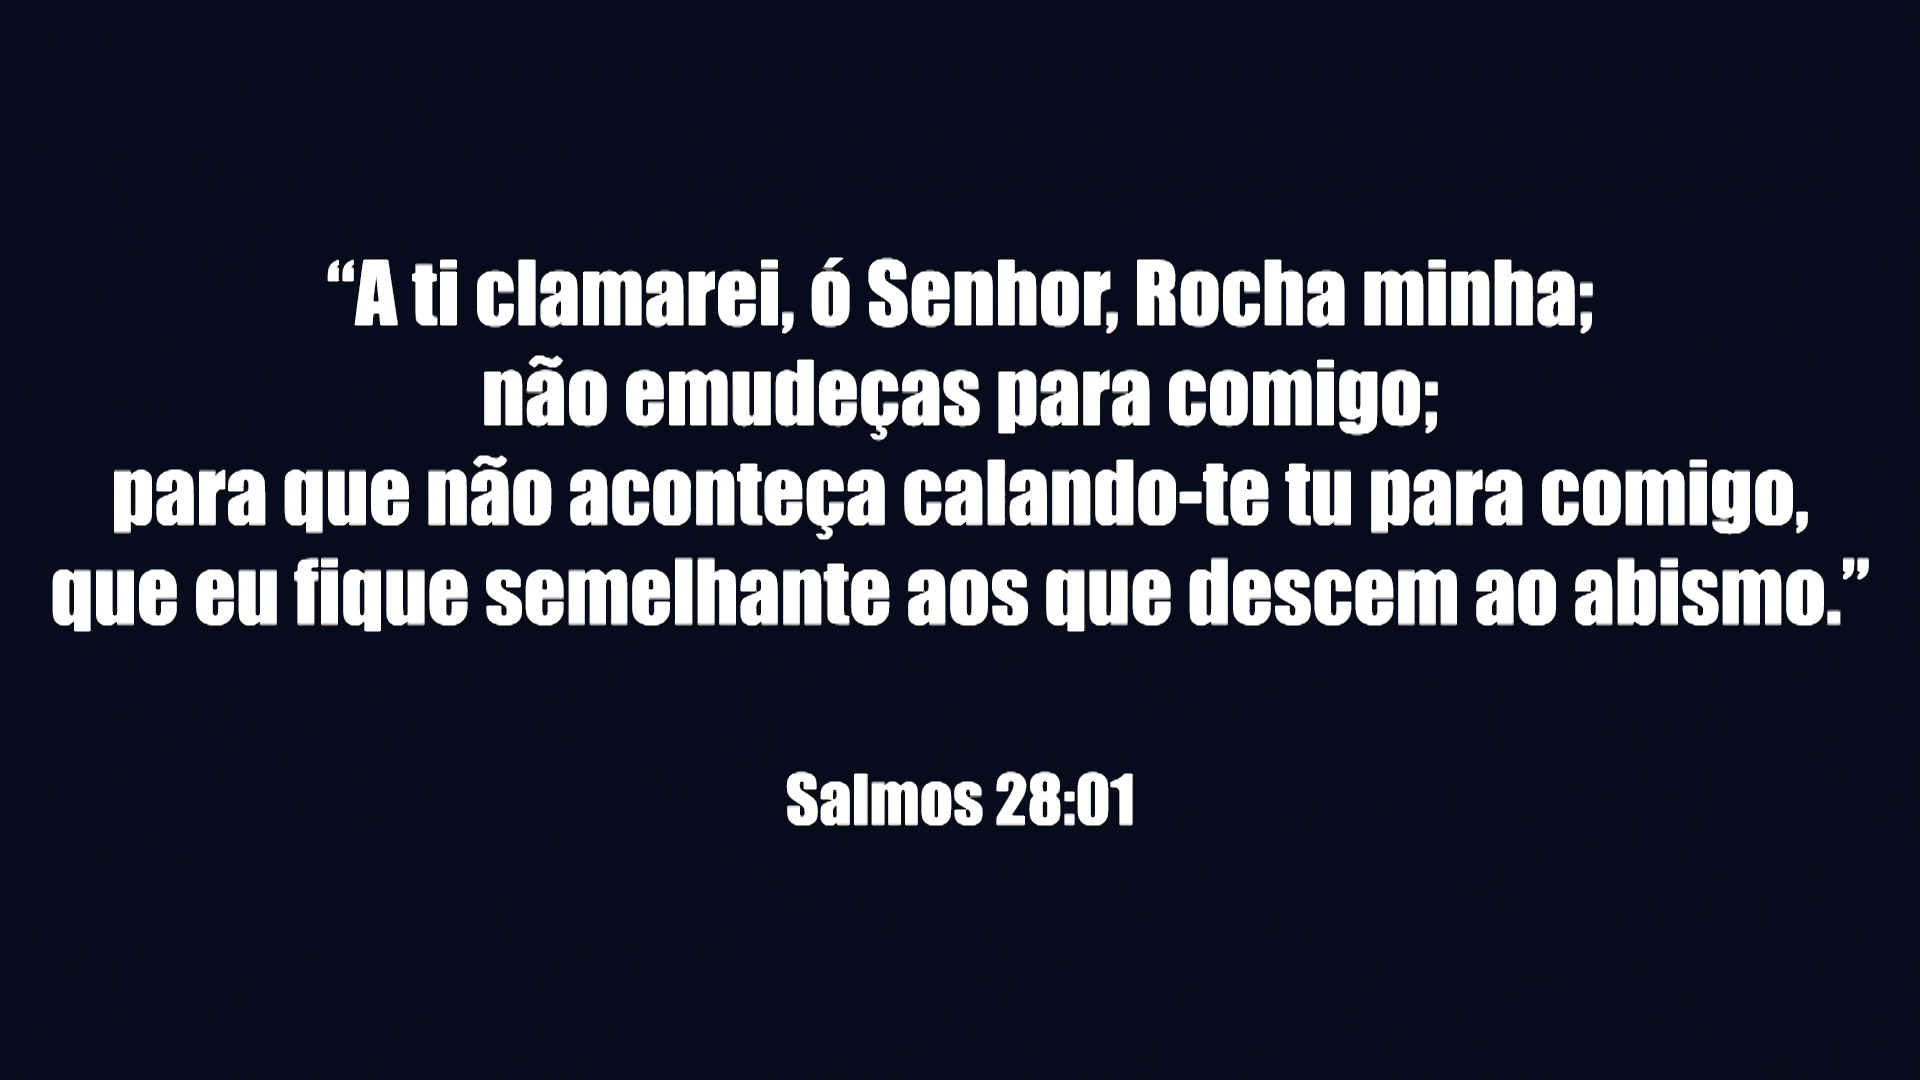 “A ti clamarei, ó Senhor, Rocha minha;
não emudeças para comigo;
para que não aconteça calando-te tu para comigo,
que eu fique semelhante aos que descem ao abismo.”
Salmos 28:01